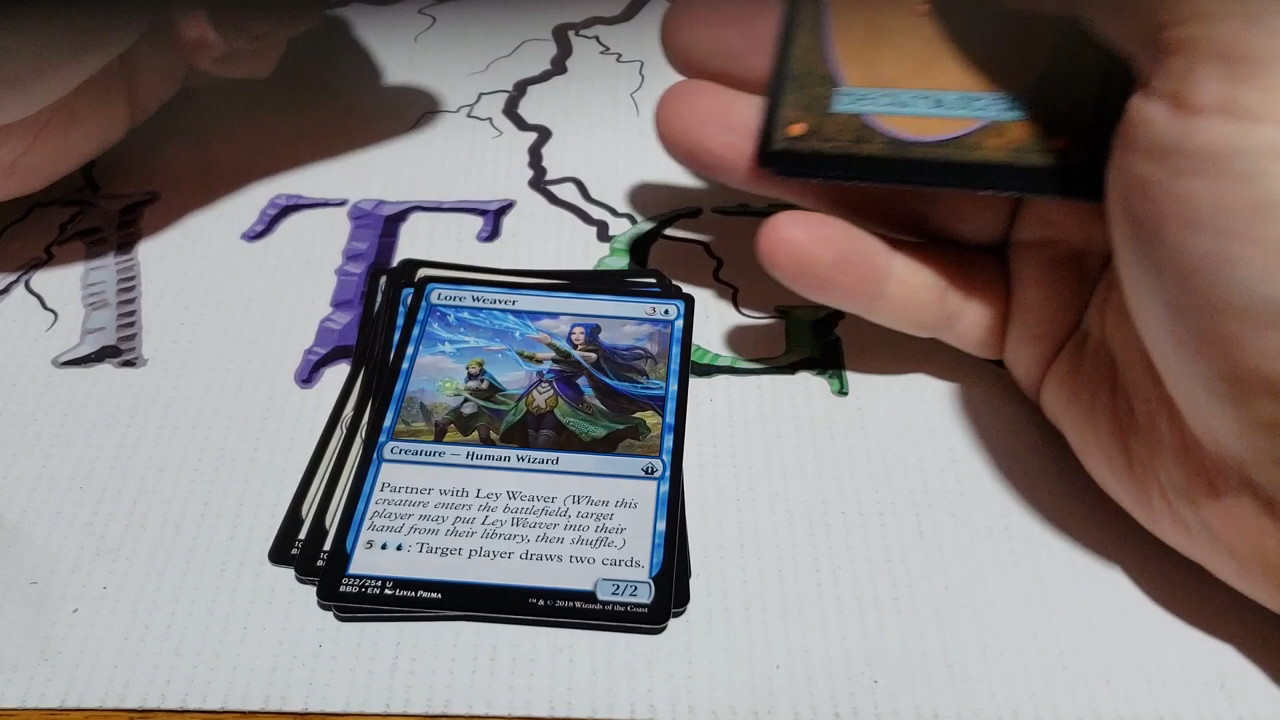 Lore Weaver 3
Creature — Human Wizard
Partner with Ley Weaver (When this
creature enters the battlefield, target
player may put Ley Weaver into their
hand from their library, then shuffle.)
5 : Target player draws two cards.
2/2
022/254 U
BBD • EN Livia Prima
™ & © 2018 Wizards of the Coast